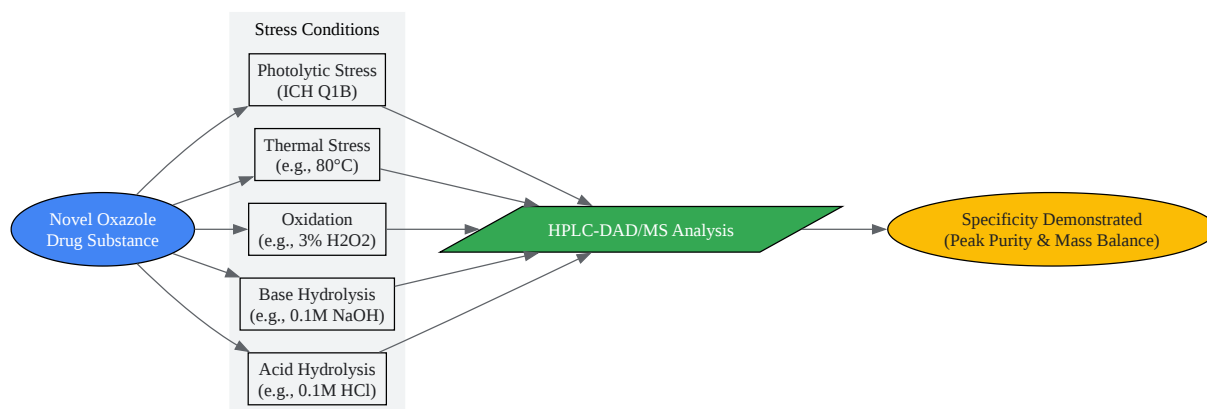 Stress Conditions
Photolytic Stress
(ICH Q1B)
Thermal Stress
(e.g., 80°C)
Novel Oxazole
Drug Substance
Oxidation
(e.g., 3% H2O2)
HPLC-DAD/MS Analysis
Specificity Demonstrated
(Peak Purity & Mass Balance)
Base Hydrolysis
(e.g., 0.1M NaOH)
Acid Hydrolysis
(e.g., 0.1M HCl)